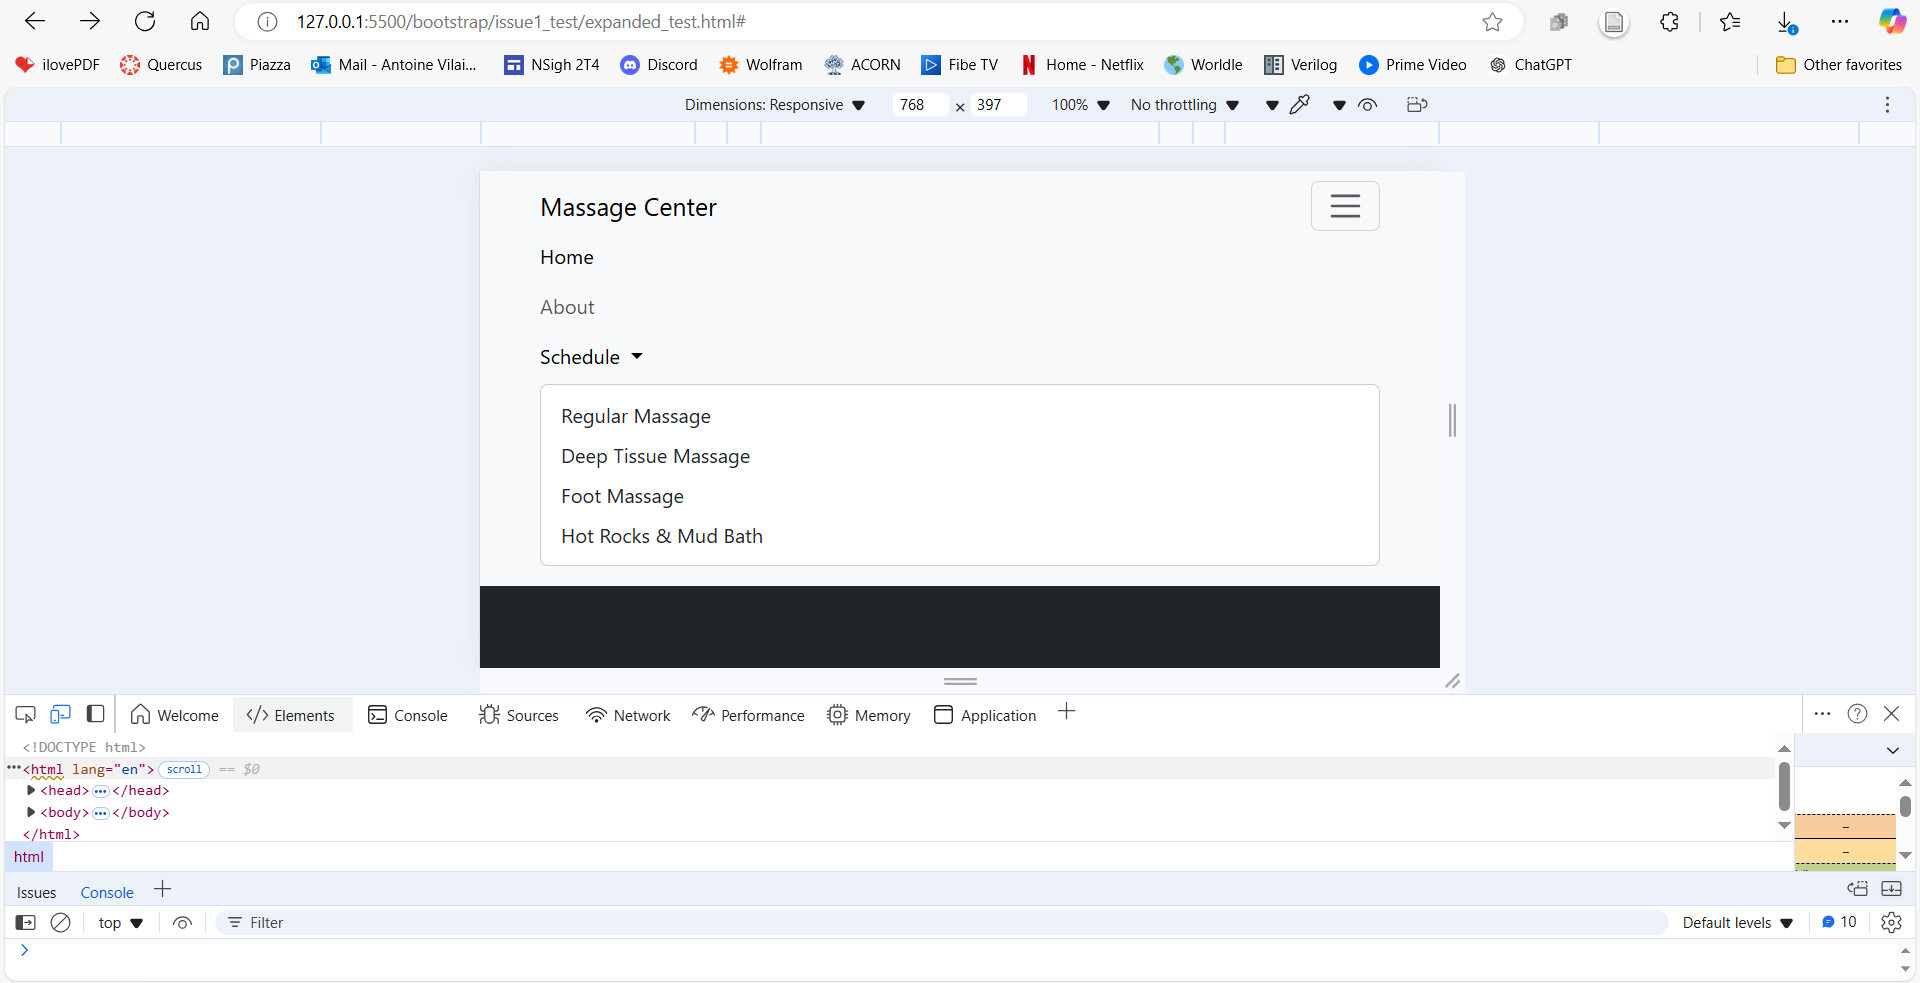 127.0.0.1:5500/bootstrap/issue1_test/expanded_test.html#
ilovePDF Quercus Piazza Mail - Antoine Vilai... NSigh 2T4 Discord Wolfram ACORN Fibe TV Home - Netflix Worldle Verilog Prime Video ChatGPT Other favorites
Dimensions: Responsive 768 × 397 100% No throttling
Massage Center
Home
About
Schedule
Regular Massage
Deep Tissue Massage
Foot Massage
Hot Rocks & Mud Bath
Welcome </> Elements Console Sources Network Performance Memory Application
<!DOCTYPE html>
<html lang="en"> scroll == $0
<head> </head>
<body> </body>
</html>
html
Issues Console
top Filter Default levels 10